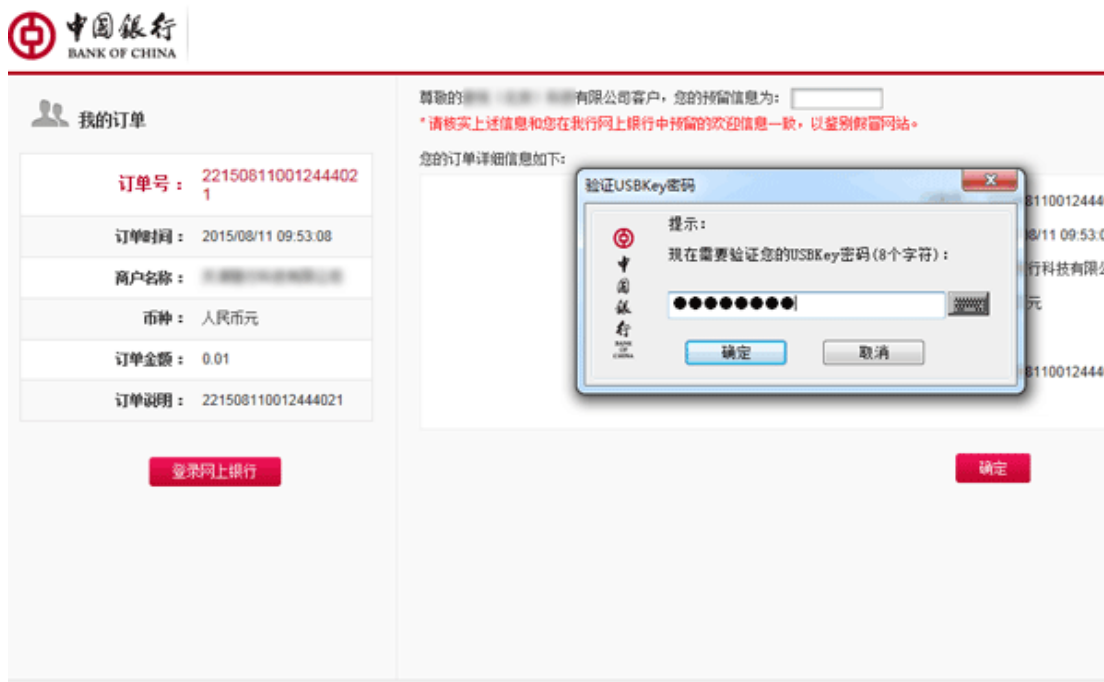 中国银行
BANK OF CHINA
我的订单
订单号：
22150811001244402
1
订单时间： 2015/08/11 09:53:08
商户名称：
币种： 人民币元
订单金额： 0.01
订单说明： 221508110012444021
登录网上银行
尊敬的 有限公司客户，您的预留信息为：
*请核实上述信息和您在我行网上银行中预留的欢迎信息一致，以鉴别假冒网站。
您的订单详细信息如下：
验证USBKey密码
提示：
现在需要验证您的USBKey密码(8个字符)：
●●●●●●●●
确定 取消
中国银行
BANK
OF
CHINA
8110012444
8/11 09:53:0
行科技有限
元
8110012444
确定